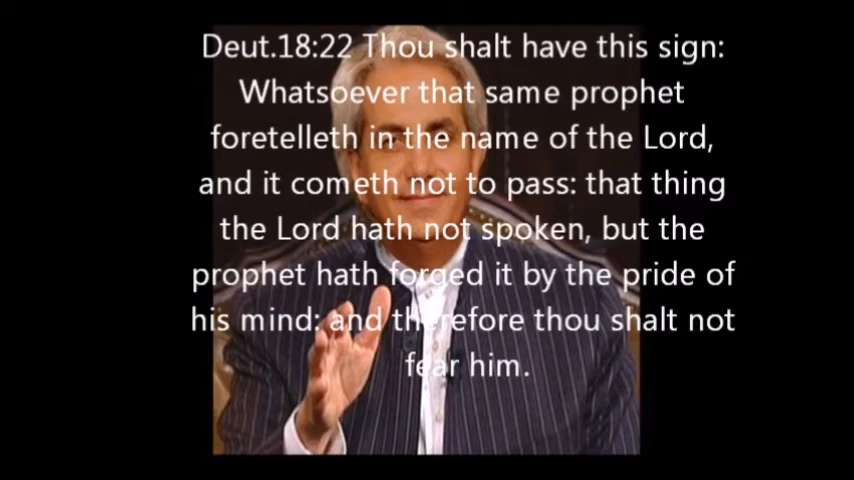 Deut.18:22 Thou shalt have this sign:
Whatsoever that same prophet
foretelleth in the name of the Lord,
and it cometh not to pass: that thing
the Lord hath not spoken, but the
prophet hath forged it by the pride of
his mind: and therefore thou shalt not
fear him.